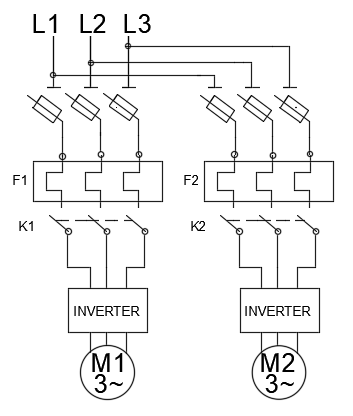 L1 L2 L3
F1 F2
K1 K2
INVERTER INVERTER
M1 M2
3~ 3~